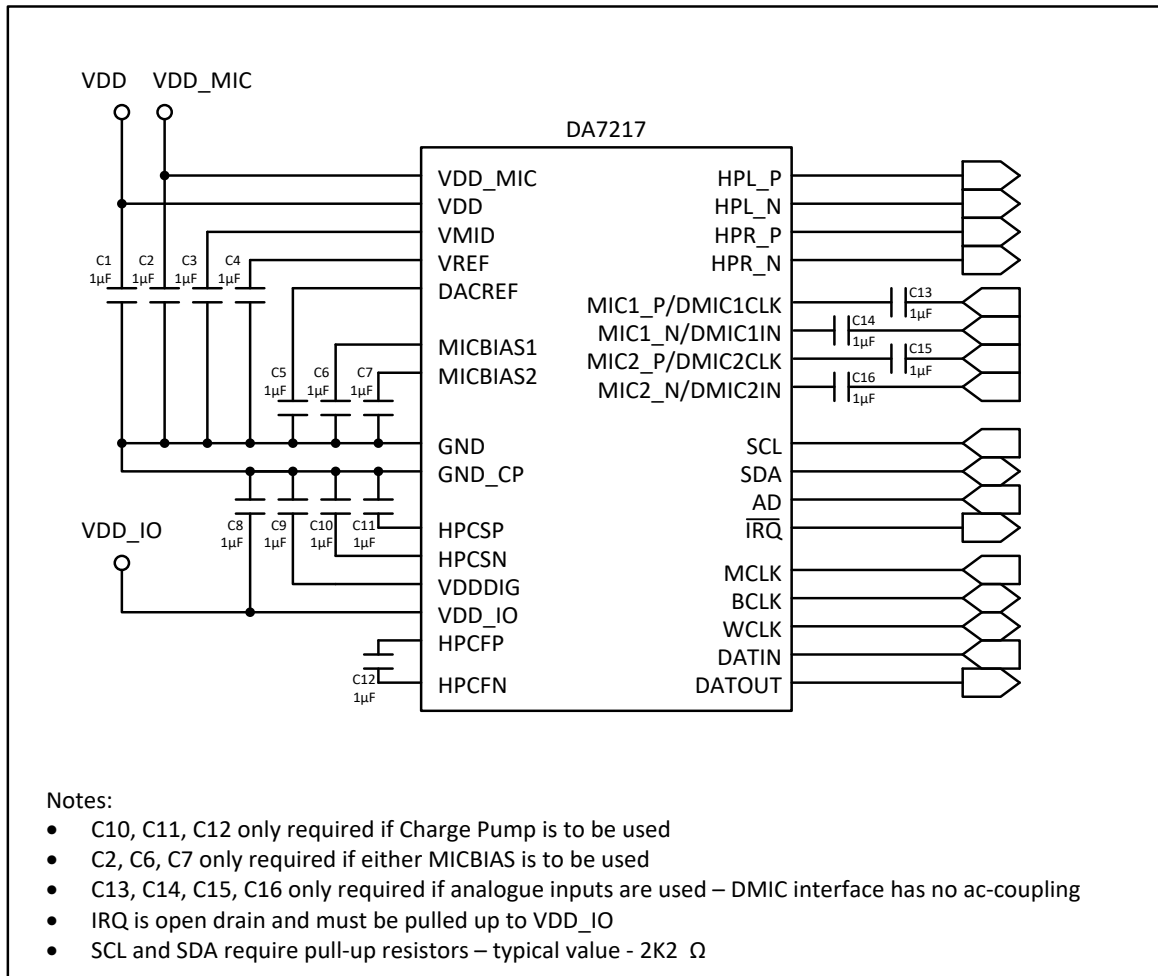 VDD VDD_MIC
DA7217
VDD_MIC
VDD
VMID
VREF
DACREF
MICBIAS1
MICBIAS2
GND
GND_CP
HPCSP
HPCSN
VDDDIG
VDD_IO
HPCFP
HPCFN
HPL_P
HPL_N
HPR_P
HPR_N
MIC1_P/DMIC1CLK
MIC1_N/DMIC1IN
MIC2_P/DMIC2CLK
MIC2_N/DMIC2IN
SCL
SDA
AD
IRQ
MCLK
BCLK
WCLK
DATIN
DATOUT
C1
1µF
C2
1µF
C3
1µF
C4
1µF
C5
1µF
C6
1µF
C7
1µF
C8
1µF
C9
1µF
C10
1µF
C11
1µF
VDD_IO
C12
1µF
C13
1µF
C14
1µF
C15
1µF
C16
1µF
Notes:
• C10, C11, C12 only required if Charge Pump is to be used
• C2, C6, C7 only required if either MICBIAS is to be used
• C13, C14, C15, C16 only required if analogue inputs are used – DMIC interface has no ac-coupling
• IRQ is open drain and must be pulled up to VDD_IO
• SCL and SDA require pull-up resistors – typical value - 2K2 Ω